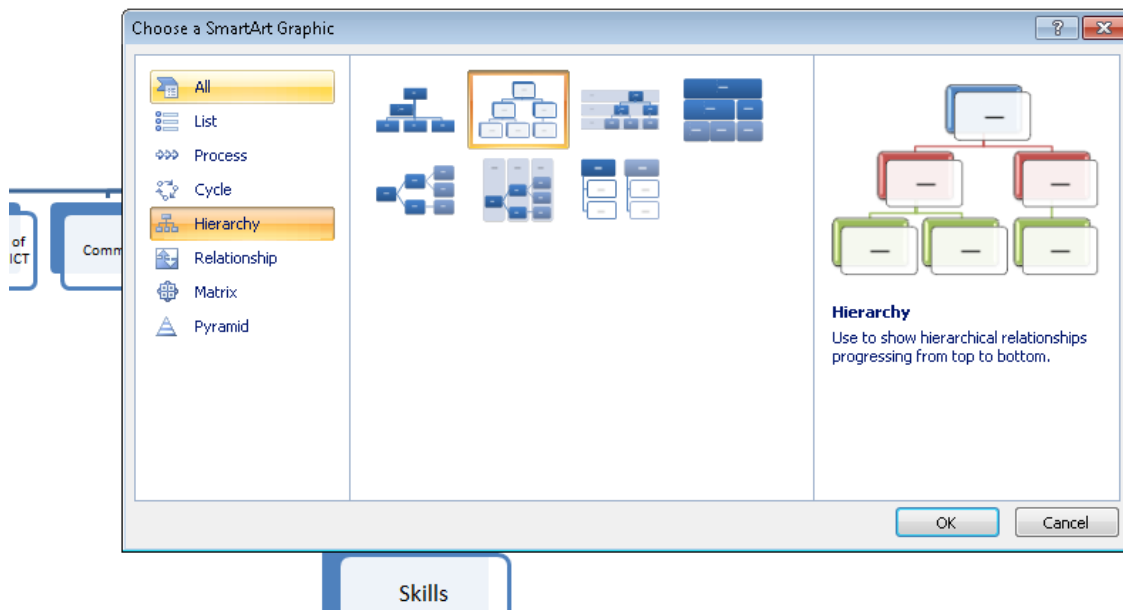 Choose a SmartArt Graphic
All
List
Process
Cycle
Hierarchy
Relationship
Matrix
Pyramid
Hierarchy
Use to show hierarchical relationships
progressing from top to bottom.
OK
Cancel
of
ICT
Comm
Skills